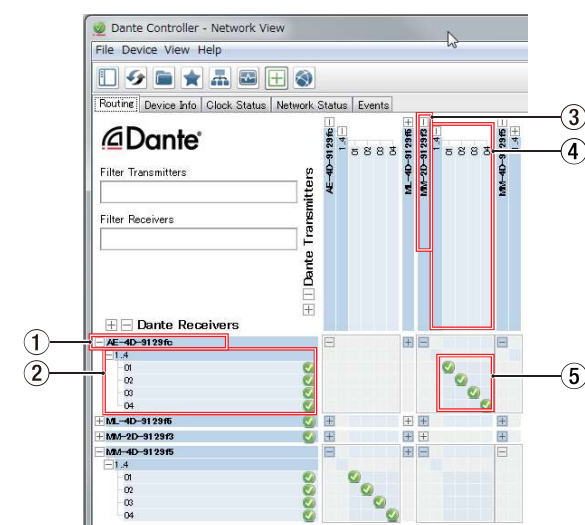 Dante Controller - Network View
File Device View Help
Routing Device Info Clock Status Network Status Events
Dante
Filter Transmitters
Filter Receivers
Dante Transmitters
AE-4D-9129fc
1..4
01
02
03
04
ML-4D-9129f6
MM-2D-9129f3
1..4
01
02
03
04
MM-4D-9129f5
1..4
Dante Receivers
AE-4D-9129fc
1..4
01
02
03
04
ML-4D-9129f6
MM-2D-9129f3
MM-4D-9129f5
1..4
01
02
03
04
1
2
3
4
5